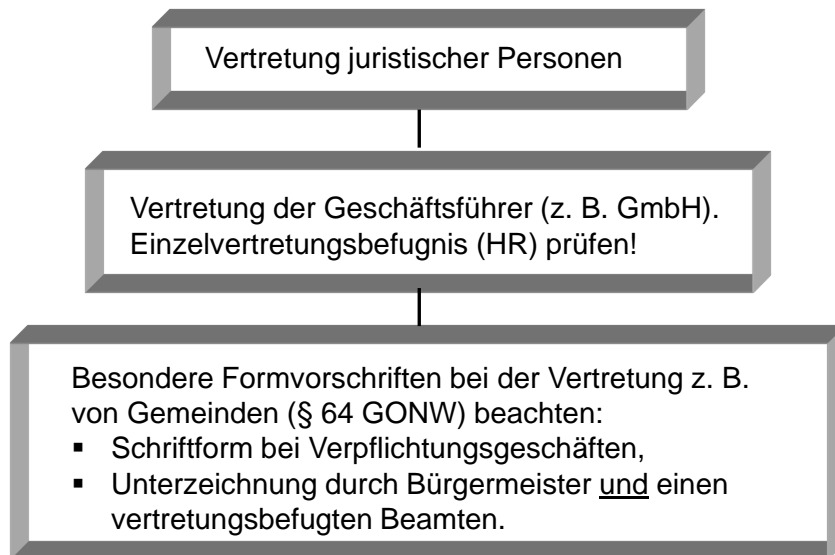 Vertretung juristischer Personen
Vertretung der Geschäftsführer (z. B. GmbH).
Einzelvertretungsbefugnis (HR) prüfen!
Besondere Formvorschriften bei der Vertretung z. B.
von Gemeinden (§ 64 GONW) beachten:
▪ Schriftform bei Verpflichtungsgeschäften,
▪ Unterzeichnung durch Bürgermeister und einen
vertretungsbefugten Beamten.